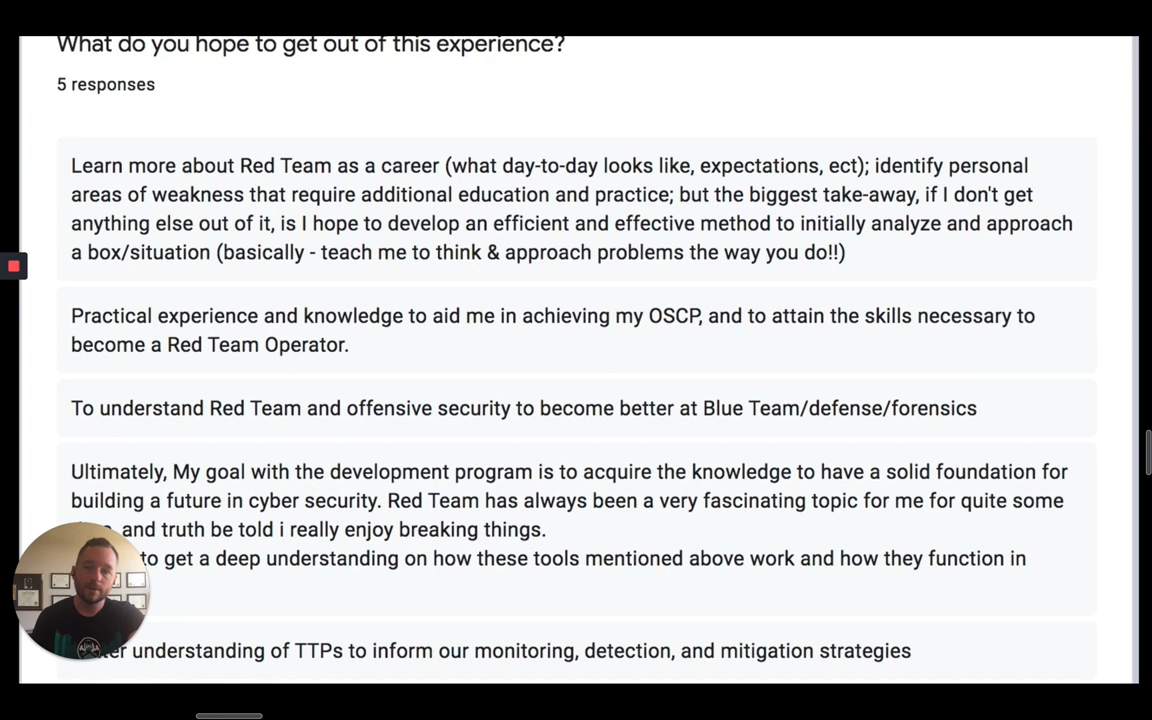 What do you hope to get out of this experience?
5 responses
Learn more about Red Team as a career (what day-to-day looks like, expectations, ect); identify personal
areas of weakness that require additional education and practice; but the biggest take-away, if I don't get
anything else out of it, is I hope to develop an efficient and effective method to initially analyze and approach
a box/situation (basically - teach me to think & approach problems the way you do!!)
Practical experience and knowledge to aid me in achieving my OSCP, and to attain the skills necessary to
become a Red Team Operator.
To understand Red Team and offensive security to become better at Blue Team/defense/forensics
Ultimately, My goal with the development program is to acquire the knowledge to have a solid foundation for
building a future in cyber security. Red Team has always been a very fascinating topic for me for quite some
and truth be told i really enjoy breaking things.
to get a deep understanding on how these tools mentioned above work and how they function in
understanding of TTPs to inform our monitoring, detection, and mitigation strategies